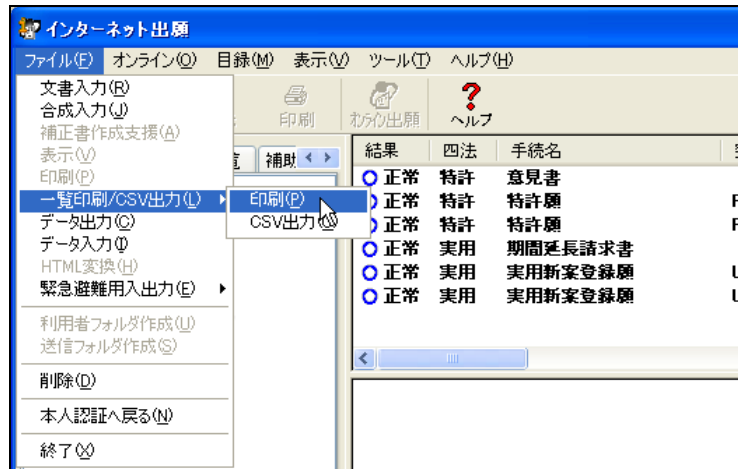 インターネット出願
ファイル(F) オンライン(O) 目録(M) 表示(V) ツール(T) ヘルプ(H)
印刷 オンライン出願 ヘルプ
文書入力(R)
合成入力(J)
補正書作成支援(A)
表示(V)
印刷(P)
一覧印刷/CSV出力(L)
データ出力(C)
データ入力(I)
HTML変換(H)
緊急避難用入出力(E)
利用者フォルダ作成(U)
送信フォルダ作成(S)
削除(D)
本人認証へ戻る(N)
終了(X)
印刷(P)
CSV出力
補助
結果 四法 手続名
正常 特許 意見書
正常 特許 特許願
正常 特許 特許願
正常 実用 期間延長請求書
正常 実用 実用新案登録願
正常 実用 実用新案登録願